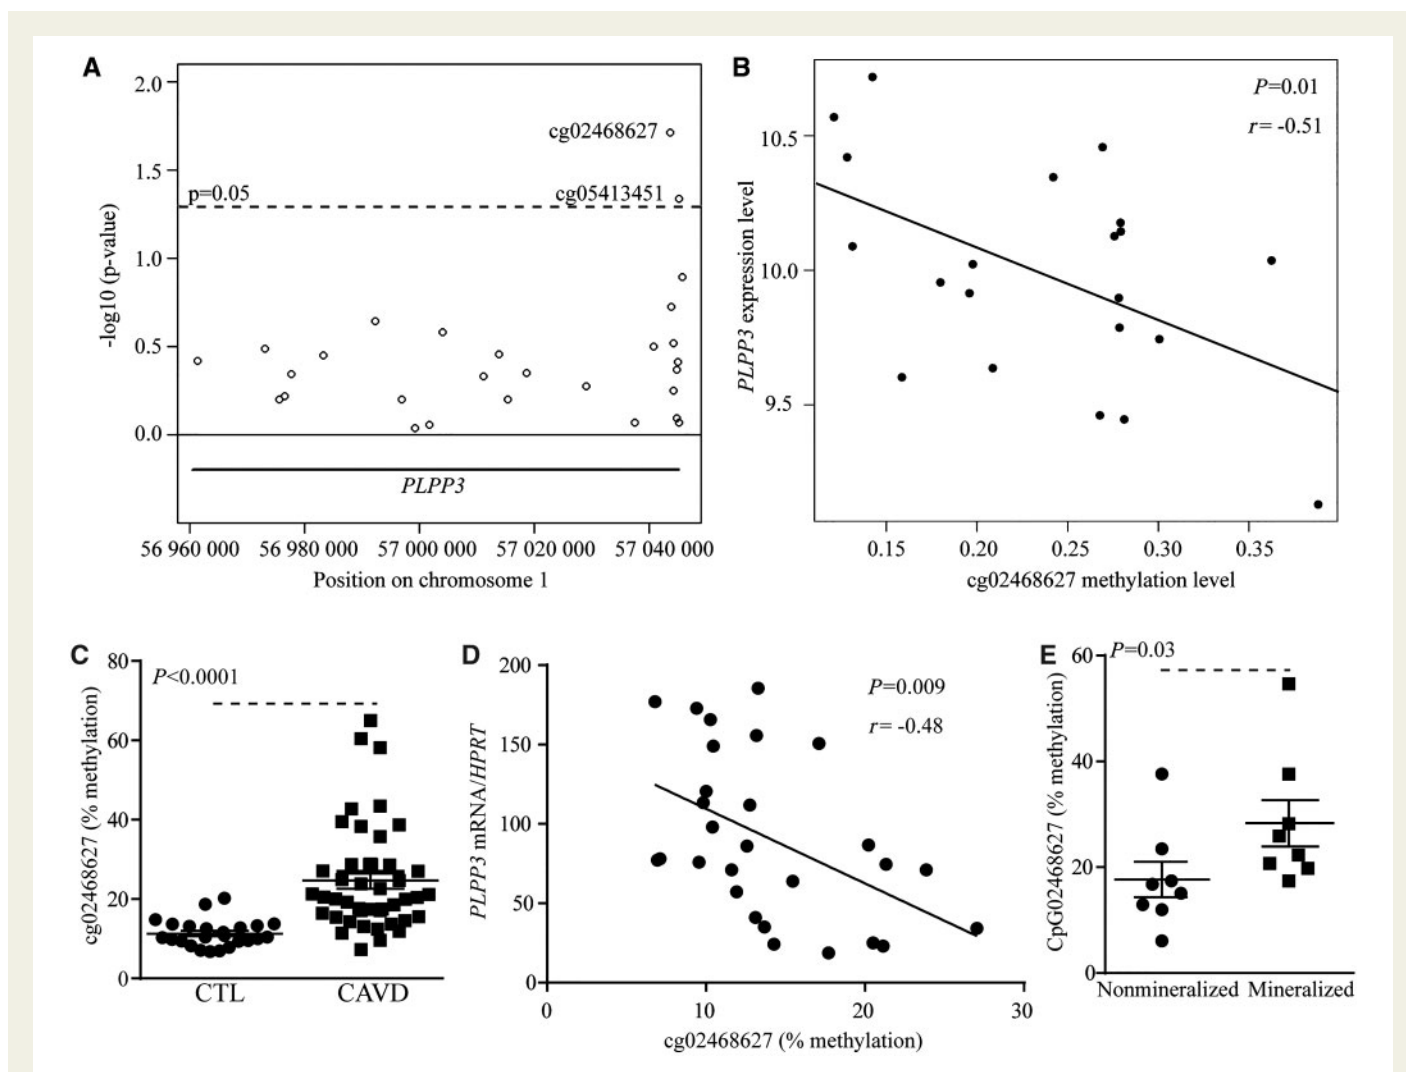 A
2.0
1.5
1.0
0.5
0.0
-log10 (p-value)
cg02468627
p=0.05
cg05413451
PLPP3
56 960 000 56 980 000 57 000 000 57 020 000 57 040 000
Position on chromosome 1
B
P=0.01
r= -0.51
10.5
10.0
9.5
PLPP3 expression level
0.15 0.20 0.25 0.30 0.35
cg02468627 methylation level
C
80
60
40
20
0
cg02468627 (% methylation)
P<0.0001
CTL CAVD
D
200
150
100
50
0
PLPP3 mRNA/HPRT
P=0.009
r= -0.48
0 10 20 30
cg02468627 (% methylation)
E
60
40
20
0
CpG02468627 (% methylation)
P=0.03
Nonmineralized Mineralized